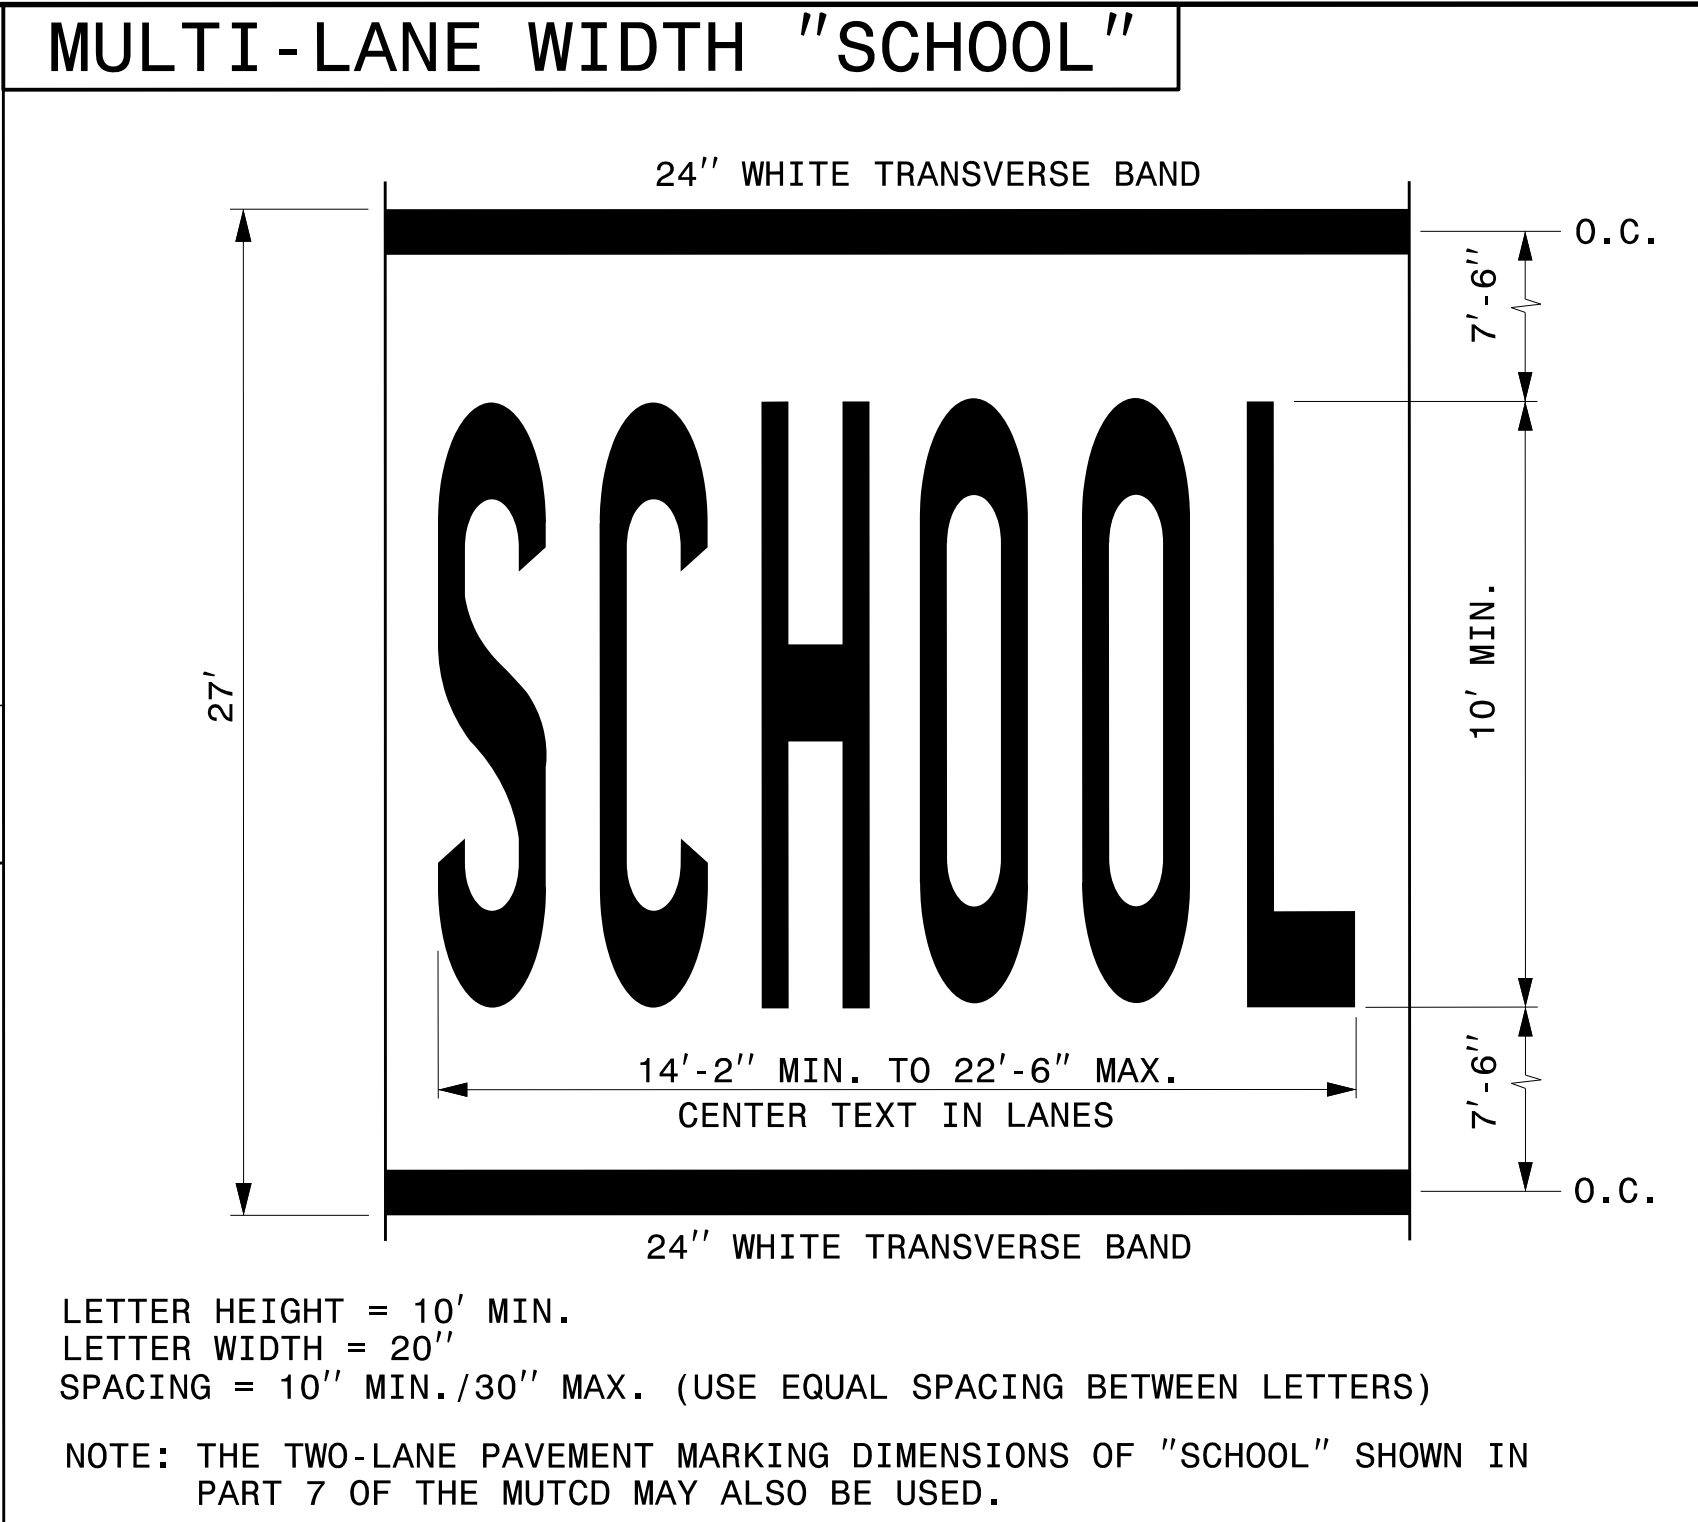 MULTI-LANE WIDTH "SCHOOL"
24" WHITE TRANSVERSE BAND
O.C.
7'-6"
SCHOOL
27'
10' MIN.
14'-2" MIN. TO 22'-6" MAX.
CENTER TEXT IN LANES
7'-6"
O.C.
24" WHITE TRANSVERSE BAND
LETTER HEIGHT = 10' MIN.
LETTER WIDTH = 20"
SPACING = 10" MIN./30" MAX. (USE EQUAL SPACING BETWEEN LETTERS)
NOTE: THE TWO-LANE PAVEMENT MARKING DIMENSIONS OF "SCHOOL" SHOWN IN
PART 7 OF THE MUTCD MAY ALSO BE USED.